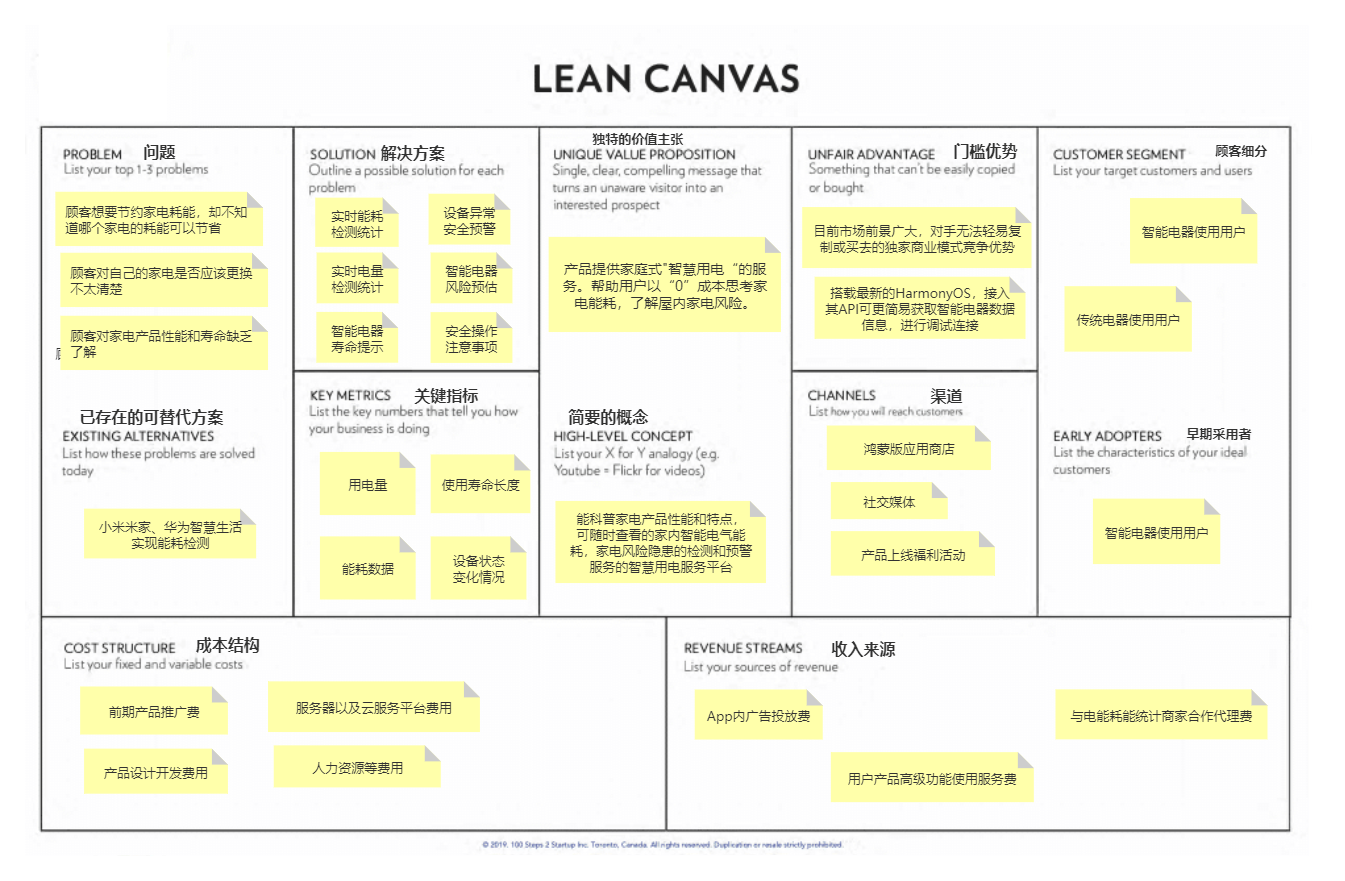 LEAN CANVAS
PROBLEM 问题
List your top 1-3 problems
顾客想要节约家电耗能，却不知
道哪个家电的耗能可以节省
顾客对自己的家电是否应该更换
不太清楚
顾客对家电产品性能和寿命缺乏
了解
已存在的可替代方案
EXISTING ALTERNATIVES
List how these problems are solved
today
小米米家、华为智慧生活
实现能耗检测
SOLUTION 解决方案
Outline a possible solution for each
problem
实时能耗
检测统计
设备异常
安全预警
实时电量
检测统计
智能电器
风险预估
智能电器
寿命提示
安全操作
注意事项
KEY METRICS 关键指标
List the key numbers that tell you how
your business is doing
用电量
使用寿命长度
能耗数据
设备状态
变化情况
独特的价值主张
UNIQUE VALUE PROPOSITION
Single, clear, compelling message that
turns an unaware visitor into an
interested prospect
产品提供家庭式"智慧用电“的服
务。帮助用户以“0”成本思考家
电能耗，了解屋内家电风险。
简要的概念
HIGH-LEVEL CONCEPT
List your X for Y analogy (e.g.
Youtube = Flickr for videos)
能科普家电产品性能和特点，
可随时查看的家内智能电气能
耗，家电风险隐患的检测和预警
服务的智慧用电服务平台
UNFAIR ADVANTAGE 门槛优势
Something that can't be easily copied
or bought
目前市场前景广大，对手无法轻易复
制或买去的独家商业模式竞争优势
搭载最新的HarmonyOS，接入
其API可更简易获取智能电器数据
信息，进行调试连接
CHANNELS 渠道
List how you will reach customers
鸿蒙版应用商店
社交媒体
产品上线福利活动
CUSTOMER SEGMENT 顾客细分
List your target customers and users
智能电器使用用户
传统电器使用用户
EARLY ADOPTERS 早期采用者
List the characteristics of your ideal
customers
智能电器使用用户
COST STRUCTURE 成本结构
List your fixed and variable costs
前期产品推广费
服务器以及云服务平台费用
产品设计开发费用
人力资源等费用
REVENUE STREAMS 收入来源
List your sources of revenue
App内广告投放费
与电能耗能统计商家合作代理费
用户产品高级功能使用服务费
© 2019. 100 Steps 2 Startup Inc. Toronto, Canada. All rights reserved. Duplication or resale strictly prohibited.